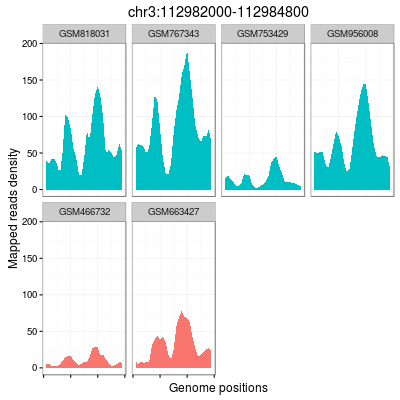 chr3:112982000-112984800
GSM818031 GSM767343 GSM753429 GSM956008
200
150
100
50
0
GSM466732 GSM663427
200
150
100
50
0
Mapped reads density
Genome positions